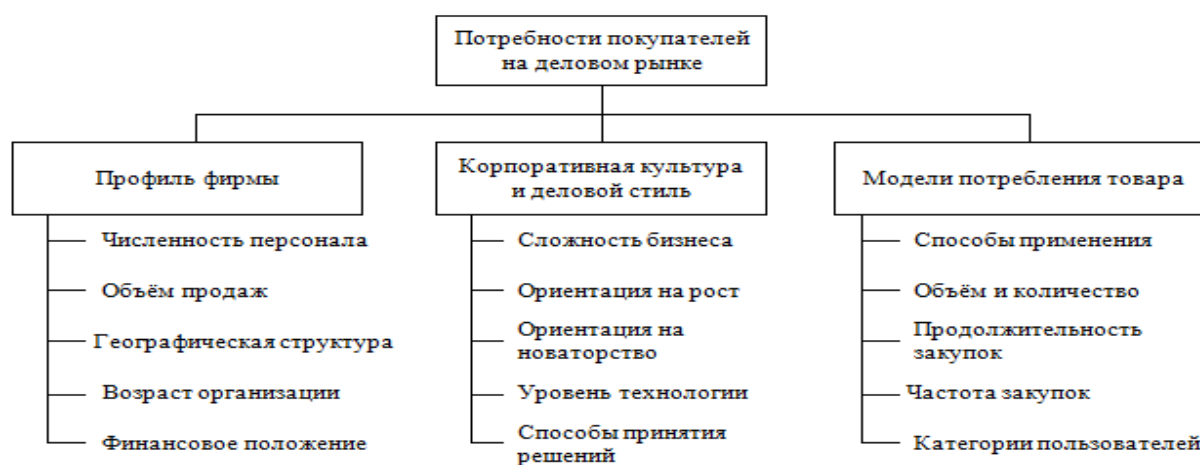 Потребности покупателей
на деловом рынке
Профиль фирмы
Численность персонала
Объём продаж
Географическая структура
Возраст организации
Финансовое положение
Корпоративная культура
и деловой стиль
Сложность бизнеса
Ориентация на рост
Ориентация на
новаторство
Уровень технологии
Способы принятия
решений
Модели потребления товара
Способы применения
Объём и количество
Продолжительность
закупок
Частота закупок
Категории пользователей